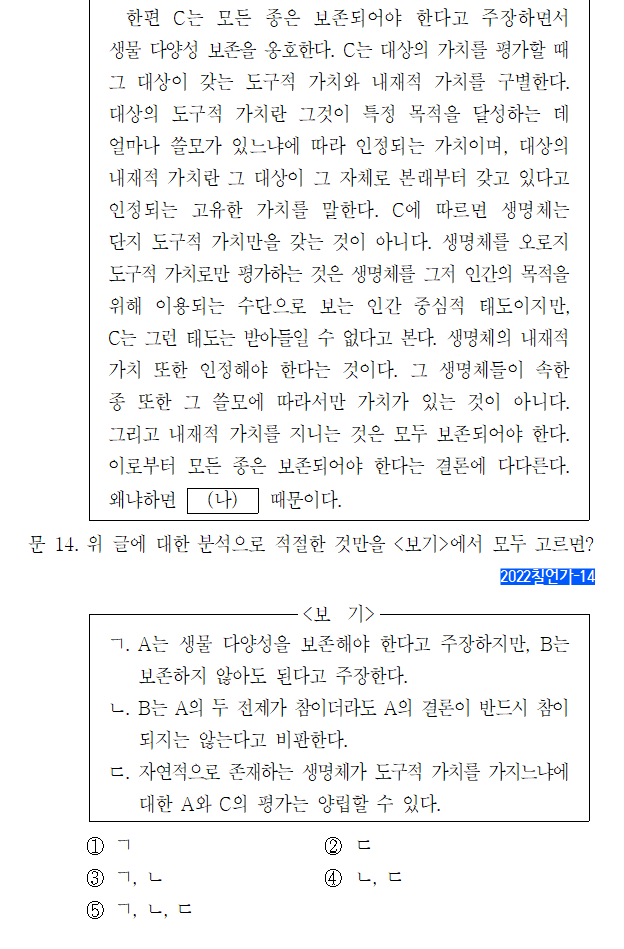 한편 C는 모든 종은 보존되어야 한다고 주장하면서
생물 다양성 보존을 옹호한다. C는 대상의 가치를 평가할 때
그 대상이 갖는 도구적 가치와 내재적 가치를 구별한다.
대상의 도구적 가치란 그것이 특정 목적을 달성하는 데
얼마나 쓸모가 있느냐에 따라 인정되는 가치이며, 대상의
내재적 가치란 그 대상이 그 자체로 본래부터 갖고 있다고
인정되는 고유한 가치를 말한다. C에 따르면 생명체는
단지 도구적 가치만을 갖는 것이 아니다. 생명체를 오로지
도구적 가치로만 평가하는 것은 생명체를 그저 인간의 목적을
위해 이용되는 수단으로 보는 인간 중심적 태도이지만,
C는 그런 태도는 받아들일 수 없다고 본다. 생명체의 내재적
가치 또한 인정해야 한다는 것이다. 그 생명체들이 속한
종 또한 그 쓸모에 따라서만 가치가 있는 것이 아니다.
그리고 내재적 가치를 지니는 것은 모두 보존되어야 한다.
이로부터 모든 종은 보존되어야 한다는 결론에 다다른다.
왜냐하면 (나) 때문이다.
문 14. 위 글에 대한 분석으로 적절한 것만을 <보기>에서 모두 고르면?
2022칠언가-14
<보 기>
ㄱ. A는 생물 다양성을 보존해야 한다고 주장하지만, B는
보존하지 않아도 된다고 주장한다.
ㄴ. B는 A의 두 전제가 참이더라도 A의 결론이 반드시 참이
되지는 않는다고 비판한다.
ㄷ. 자연적으로 존재하는 생명체가 도구적 가치를 가지느냐에
대한 A와 C의 평가는 양립할 수 있다.
① ㄱ
② ㄷ
③ ㄱ, ㄴ
④ ㄴ, ㄷ
⑤ ㄱ, ㄴ, ㄷ